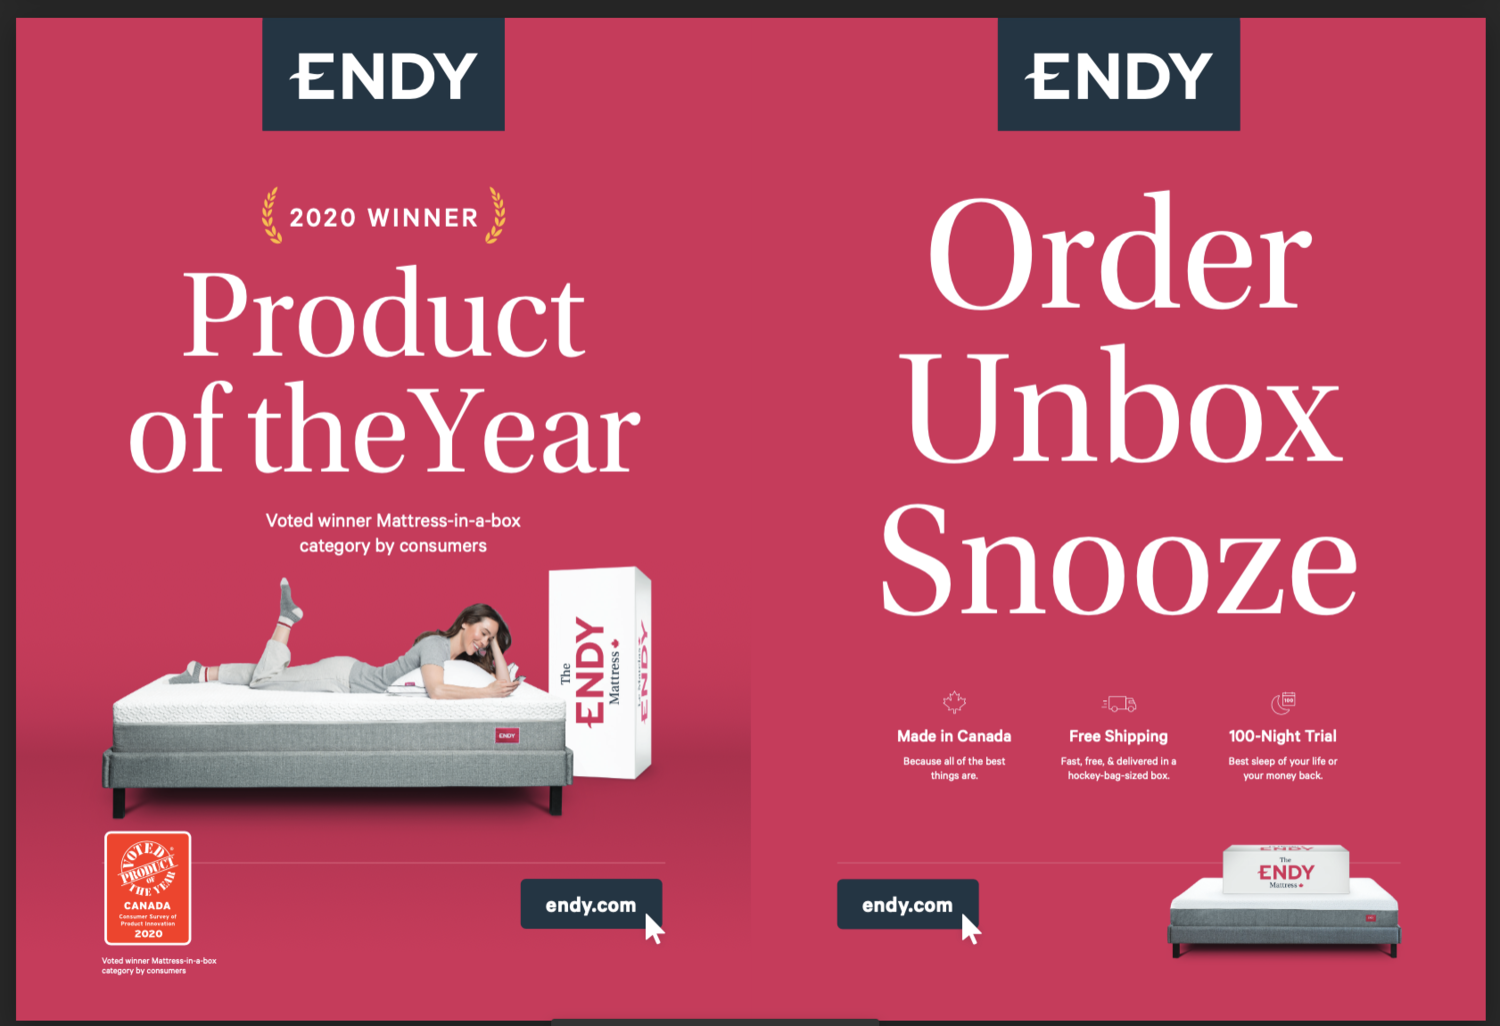 ENDY
2020 WINNER
Product
of the Year
Voted winner Mattress-in-a-box
category by consumers
The
ENDY
Mattress
ENDY
ENDY
VOTED
PRODUCT
OF
THE YEAR
CANADA
Consumer Survey of
Product Innovation
2020
Voted winner Mattress-in-a-box
category by consumers
endy.com
ENDY
Order
Unbox
Snooze
100
Made in Canada
Because all of the best
things are.
Free Shipping
Fast, free, & delivered in a
hockey-bag-sized box.
100-Night Trial
Best sleep of your life or
your money back.
endy.com
ENDY
The
ENDY
Mattress